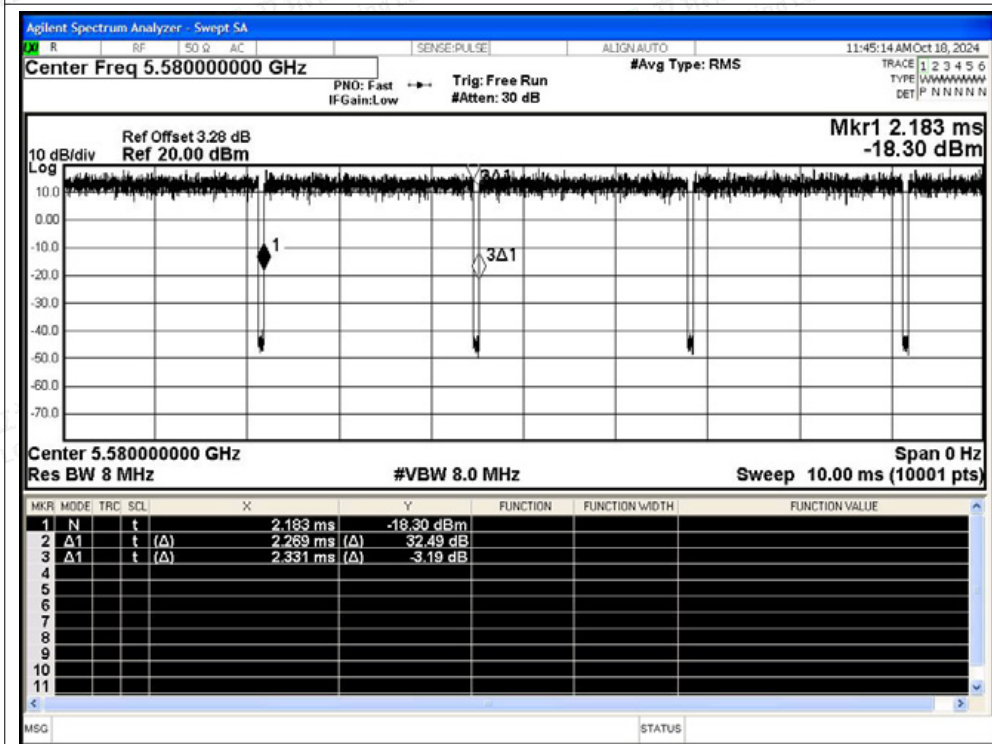 Agilent Spectrum Analyzer - Swept SA
R RF 50 Ω AC SENSE:PULSE ALIGN AUTO 11:45:14 AM Oct 18, 2024
Center Freq 5.580000000 GHz #Avg Type: RMS TRACE 1 2 3 4 5 6
PNO: Fast Trig: Free Run TYPE WWWWWW
IFGain:Low #Atten: 30 dB DET P N N N N N
Mkr1 2.183 ms
Ref Offset 3.28 dB
10 dB/div Ref 20.00 dBm -18.30 dBm
Log
10.0
0.00
-10.0
-20.0
-30.0
-40.0
-50.0
-60.0
-70.0
1
3Δ1
Center 5.580000000 GHz Span 0 Hz
Res BW 8 MHz #VBW 8.0 MHz Sweep 10.00 ms (10001 pts)
MKR MODE TRC SCL X Y FUNCTION FUNCTION WIDTH FUNCTION VALUE
1 N t 2.183 ms -18.30 dBm
2 Δ1 t (Δ) 2.269 ms (Δ) 32.49 dB
3 Δ1 t (Δ) 2.331 ms (Δ) -3.19 dB
4
5
6
7
8
9
10
11
MSG STATUS